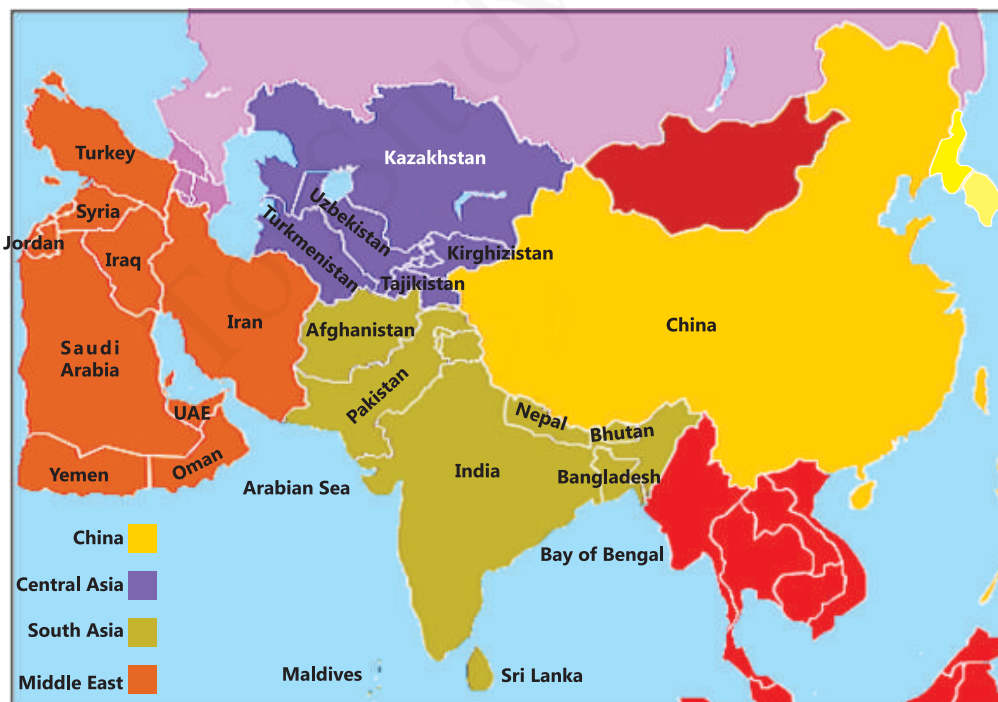 Turkey
Kazakhstan
Syria
Uzbekistan
Turkmenistan
Jordan
Iraq
Kirghizistan
Tajikistan
Iran
Afghanistan
China
Saudi
Arabia
Pakistan
UAE
Nepal
Bhutan
Yemen
Oman
India
Bangladesh
Arabian Sea
China
Bay of Bengal
Central Asia
South Asia
Middle East
Maldives
Sri Lanka